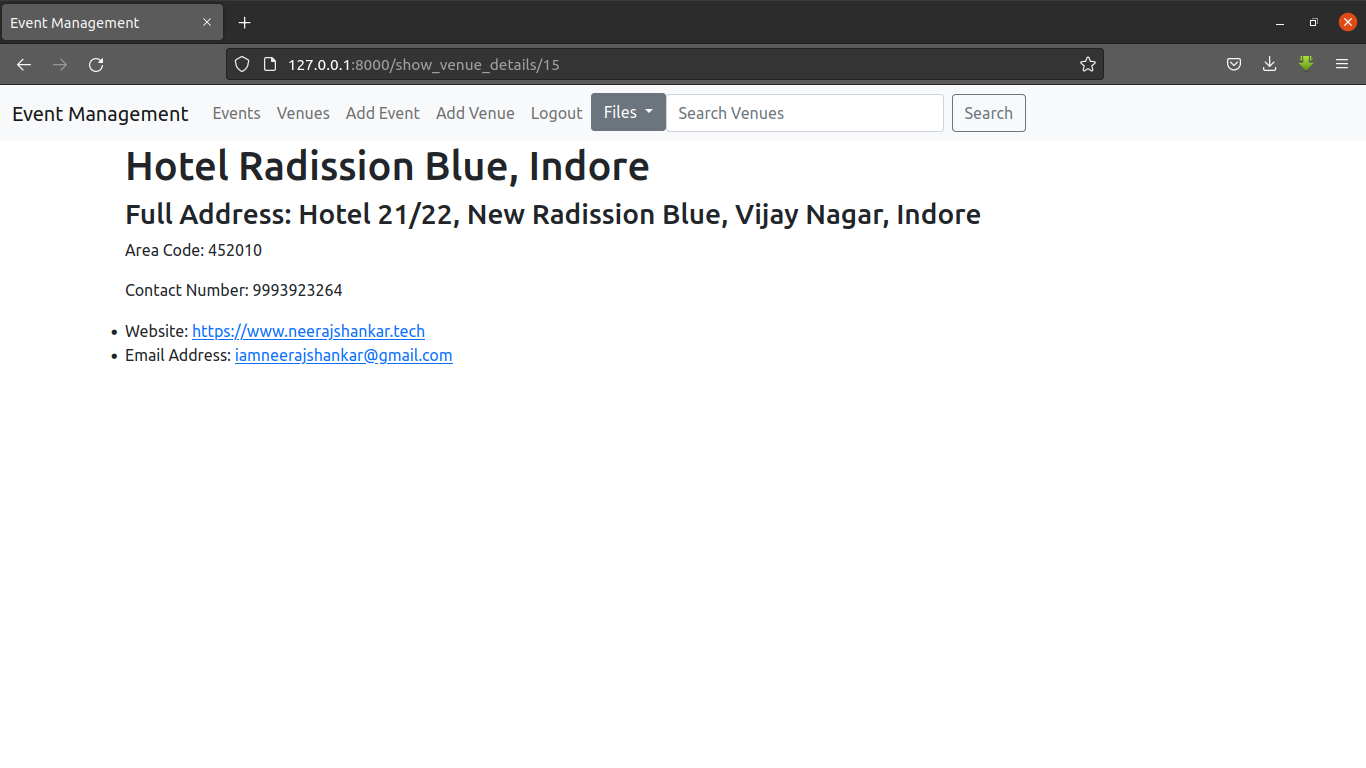 Event Management
127.0.0.1:8000/show_venue_details/15
Event Management Events Venues Add Event Add Venue Logout Files Search Venues Search
Hotel Radission Blue, Indore
Full Address: Hotel 21/22, New Radission Blue, Vijay Nagar, Indore
Area Code: 452010
Contact Number: 9993923264
• Website: https://www.neerajshankar.tech
• Email Address: iamneerajshankar@gmail.com